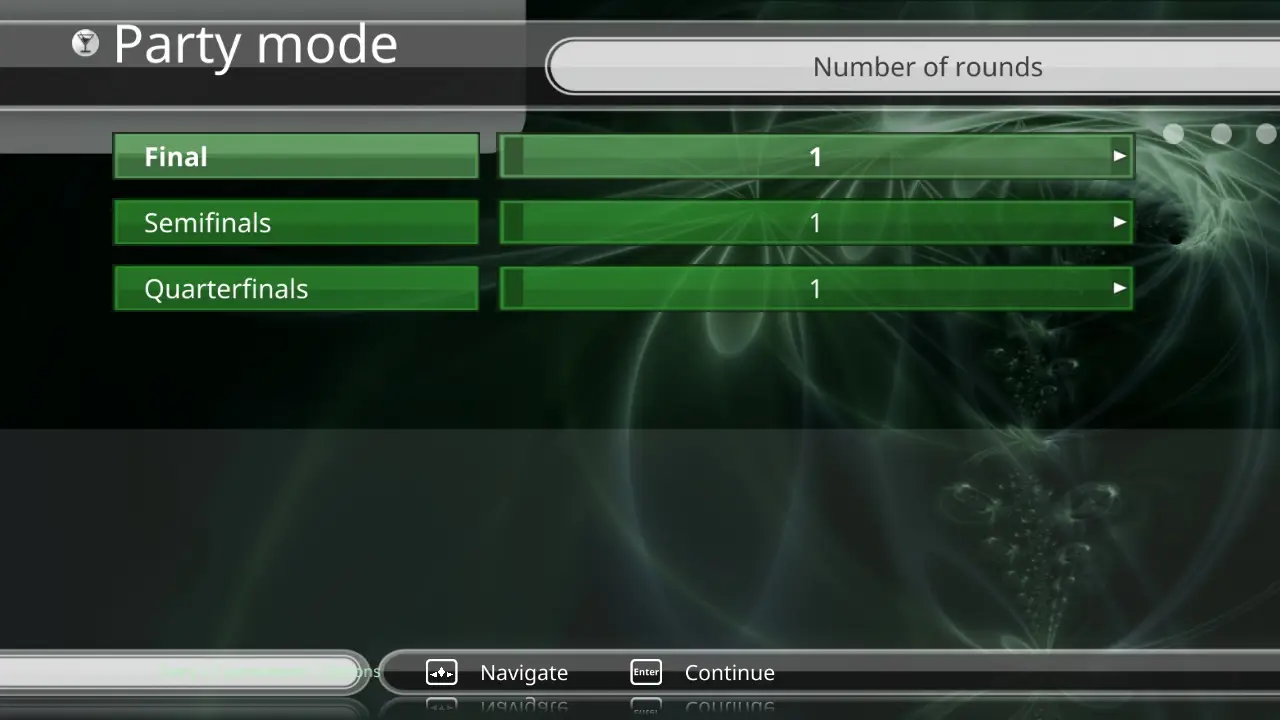 Party mode
Number of rounds
Final 1
Semifinals 1
Quarterfinals 1
Navigate Enter Continue